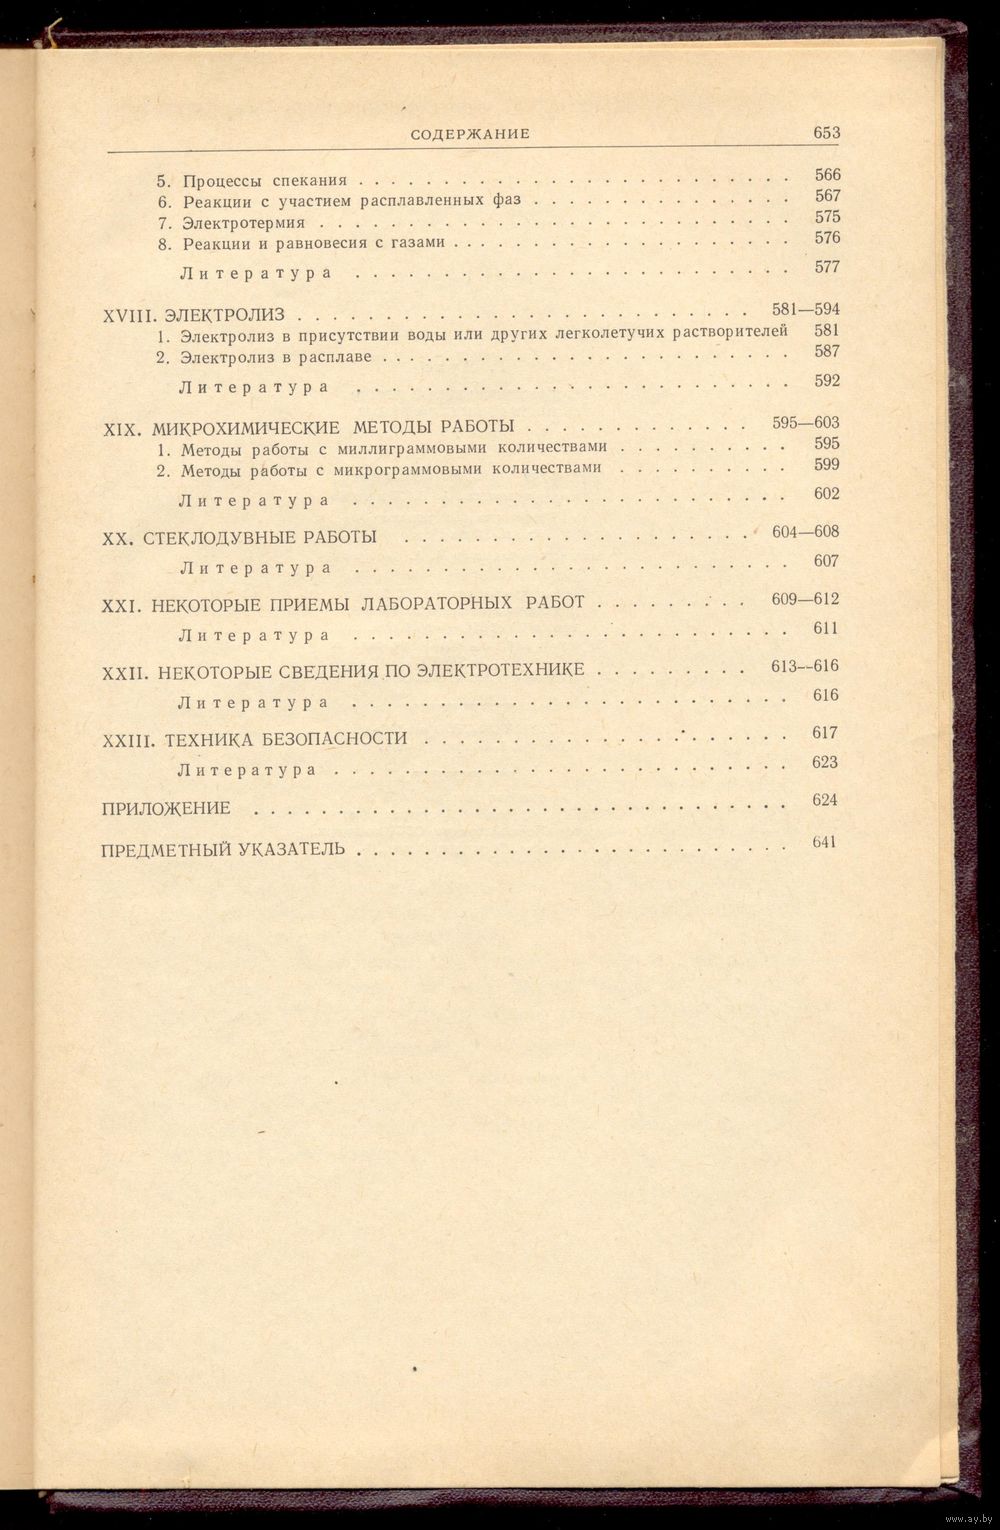 СОДЕРЖАНИЕ 653
5. Процессы спекания . . . . . . . . . . . . . . . . . . . . . . . . . . 566
6. Реакции с участием расплавленных фаз . . . . . . . . . . . . . . . . 567
7. Электротермия . . . . . . . . . . . . . . . . . . . . . . . . . . . . 575
8. Реакции и равновесия с газами . . . . . . . . . . . . . . . . . . . . 576
Литература . . . . . . . . . . . . . . . . . . . . . . . . . . 577
XVIII. ЭЛЕКТРОЛИЗ . . . . . . . . . . . . . . . . . . . . . . . . . . . 581—594
1. Электролиз в присутствии воды или других легколетучих растворителей 581
2. Электролиз в расплаве . . . . . . . . . . . . . . . . . . . . . . . . 587
Литература . . . . . . . . . . . . . . . . . . . . . . . . . . 592
XIX. МИКРОХИМИЧЕСКИЕ МЕТОДЫ РАБОТЫ . . . . . . . . . . . . . 595—603
1. Методы работы с миллиграммовыми количествами . . . . . . . . . . 595
2. Методы работы с микрограммовыми количествами . . . . . . . . . . 599
Литература . . . . . . . . . . . . . . . . . . . . . . . . . . 602
XX. СТЕКЛОДУВНЫЕ РАБОТЫ . . . . . . . . . . . . . . . . . . . . 604—608
Литература . . . . . . . . . . . . . . . . . . . . . . . . . . 607
XXI. НЕКОТОРЫЕ ПРИЕМЫ ЛАБОРАТОРНЫХ РАБОТ . . . . . . . . . 609—612
Литература . . . . . . . . . . . . . . . . . . . . . . . . . . 611
XXII. НЕКОТОРЫЕ СВЕДЕНИЯ ПО ЭЛЕКТРОТЕХНИКЕ . . . . . . . . . 613—616
Литература . . . . . . . . . . . . . . . . . . . . . . . . . . 616
XXIII. ТЕХНИКА БЕЗОПАСНОСТИ . . . . . . . . . . . . . . . . . . . . . . 617
Литература . . . . . . . . . . . . . . . . . . . . . . . . . . . 623
ПРИЛОЖЕНИЕ . . . . . . . . . . . . . . . . . . . . . . . . . . . . . . . . 624
ПРЕДМЕТНЫЙ УКАЗАТЕЛЬ . . . . . . . . . . . . . . . . . . . . . . . . . . 641
www.ay.by